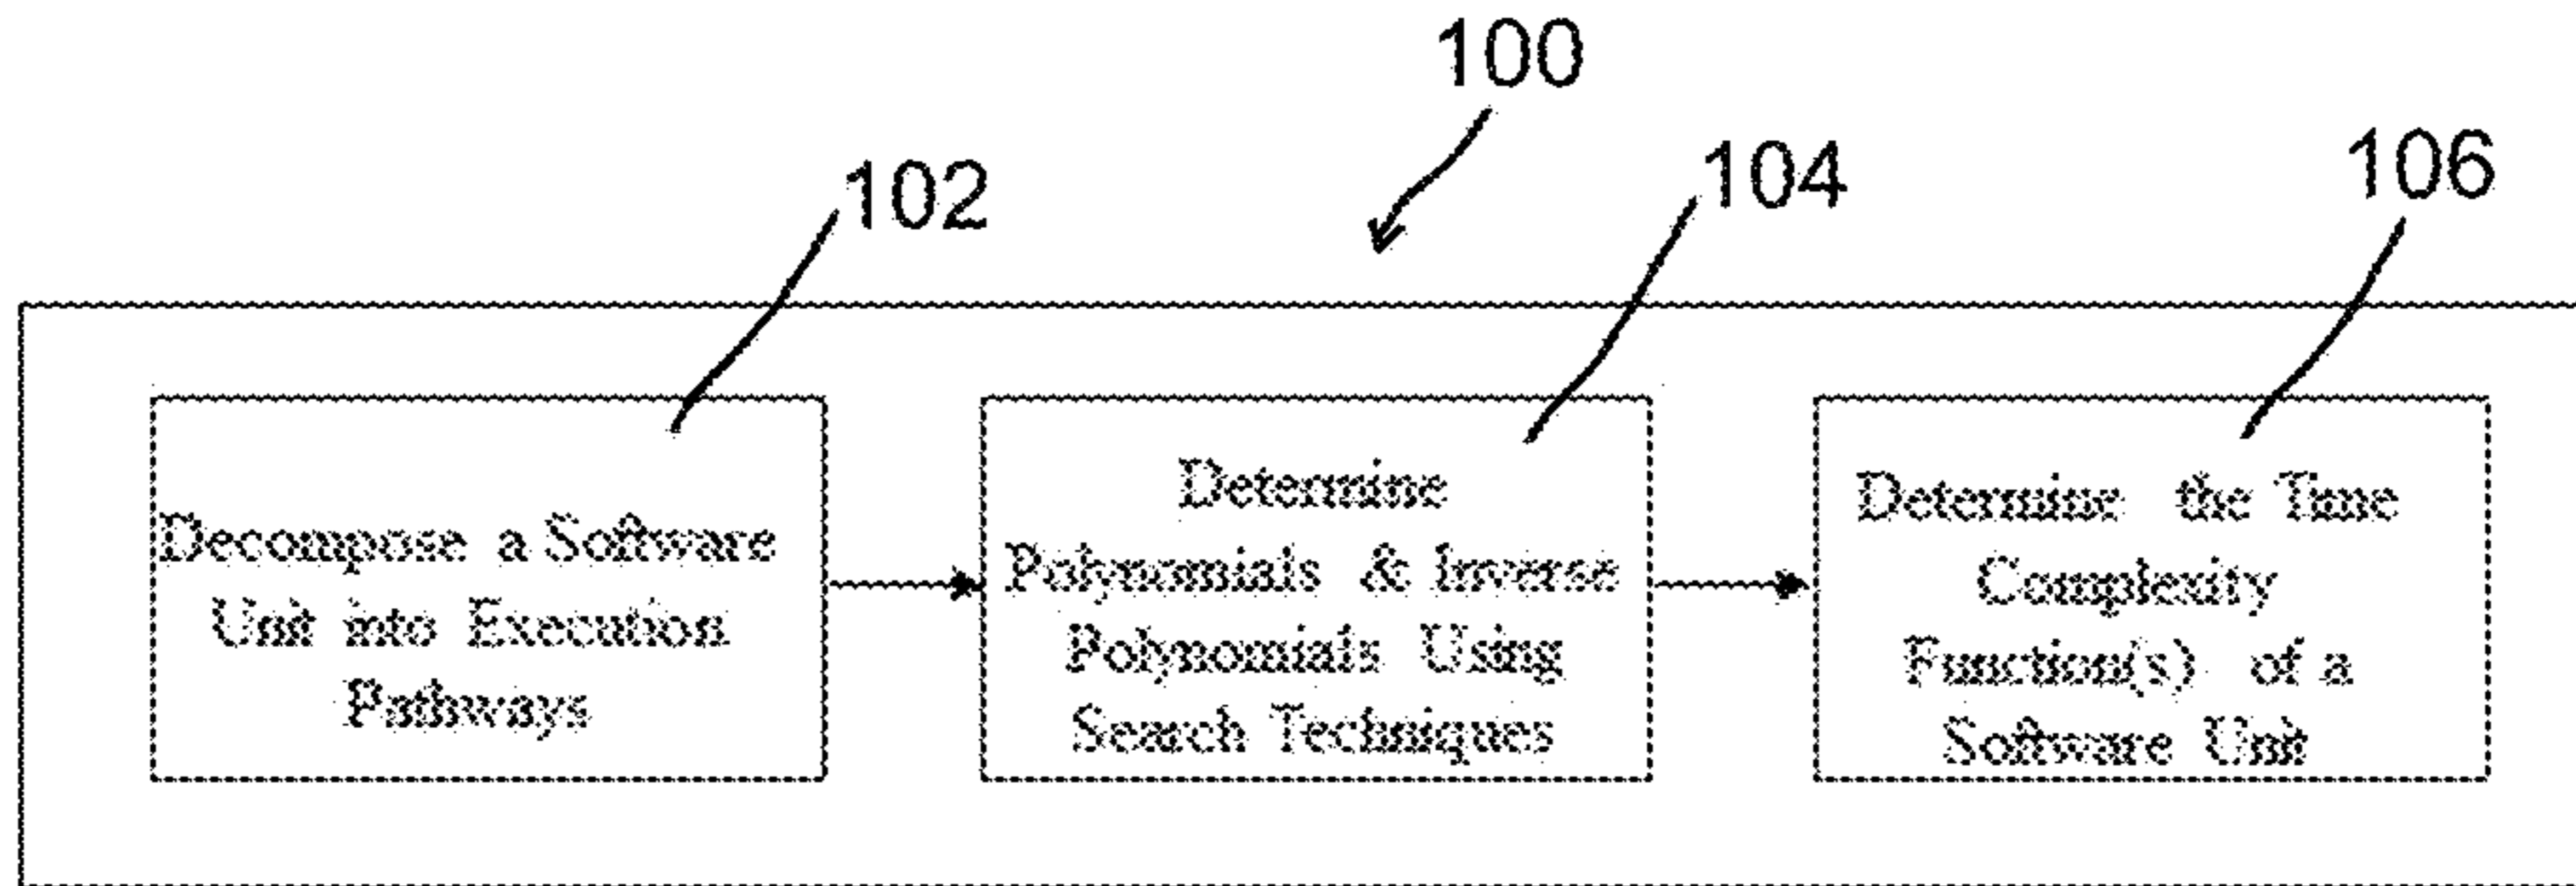 100
102
104
106
Decompose a Software
Unit into Execution
Pathways
Determine
Polynomials & Inverse
Polynomials Using
Search Techniques
Determine the Time
Complexity
Function(s) of a
Software Unit